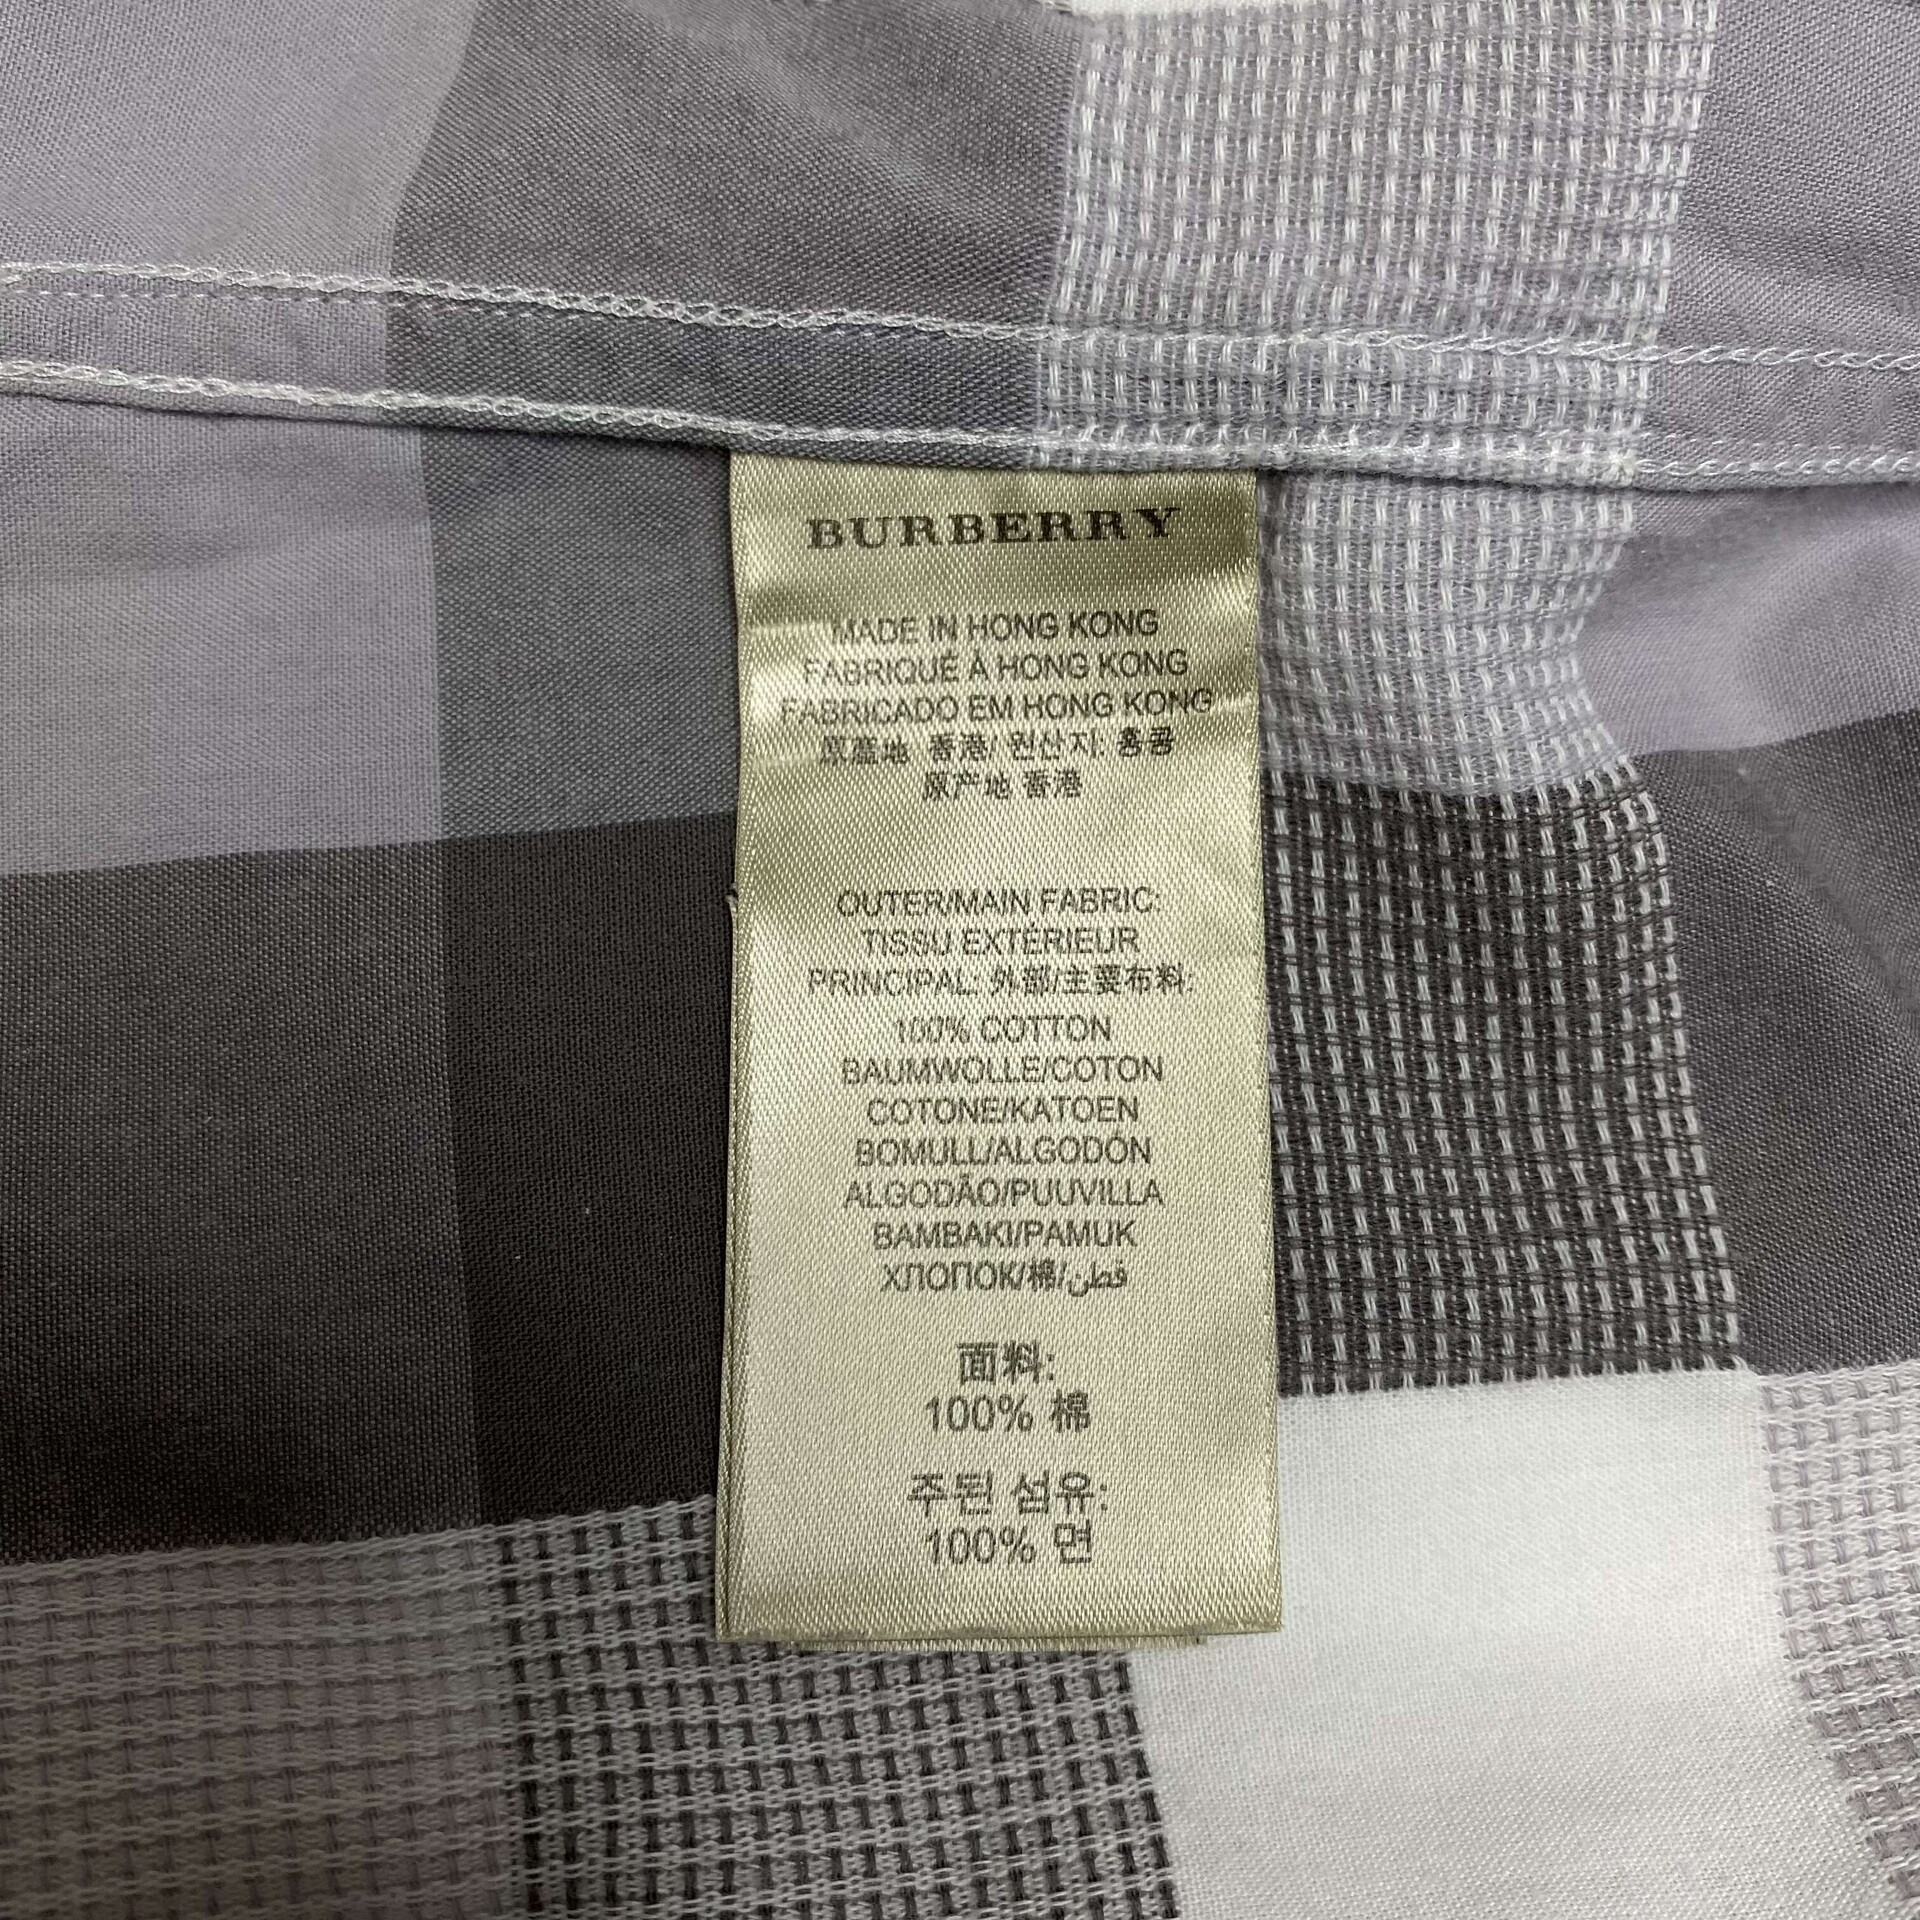 BURBERRY
MADE IN HONG KONG
FABRIQUÉ À HONG KONG
FABRICADO EM HONG KONG
原産地 香港/ 원산지: 홍콩
原产地 香港
OUTER/MAIN FABRIC:
TISSU EXTÉRIEUR
PRINCIPAL: 外部/主要布料:
100% COTTON
BAUMWOLLE/COTON
COTONE/KATOEN
BOMULL/ALGODÓN
ALGODÃO/PUUVILLA
BAMBAKI/PAMUK
ХЛОПОК/棉/قطن
面料:
100% 棉
주된 섬유:
100% 면